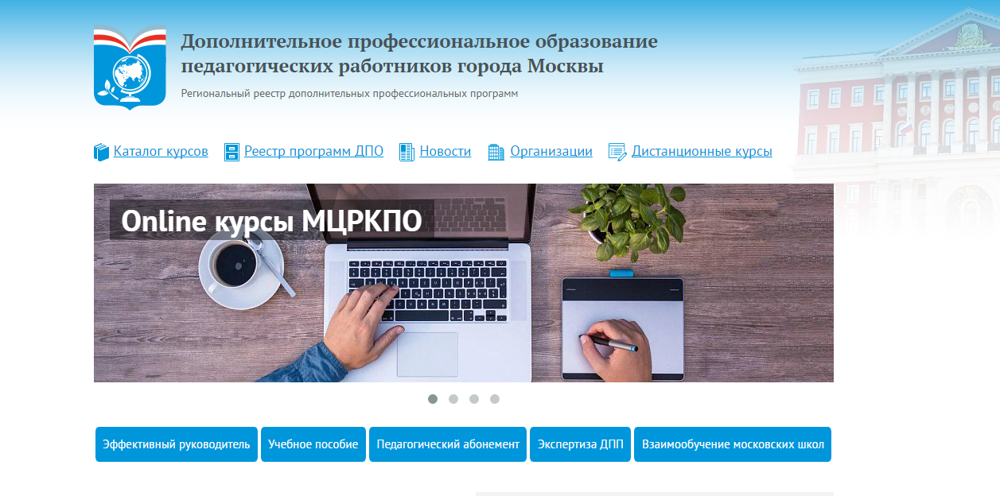 Дополнительное профессиональное образование
педагогических работников города Москвы
Региональный реестр дополнительных профессиональных программ
Каталог курсов Реестр программ ДПО Новости Организации Дистанционные курсы
Online курсы МЦРКПО
Эффективный руководитель Учебное пособие Педагогический абонемент Экспертиза ДПП Взаимообучение московских школ